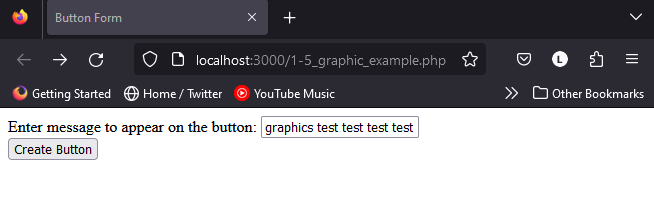 Button Form
localhost:3000/1-5_graphic_example.php
L
Getting Started Home / Twitter YouTube Music Other Bookmarks
Enter message to appear on the button: graphics test test test test
Create Button